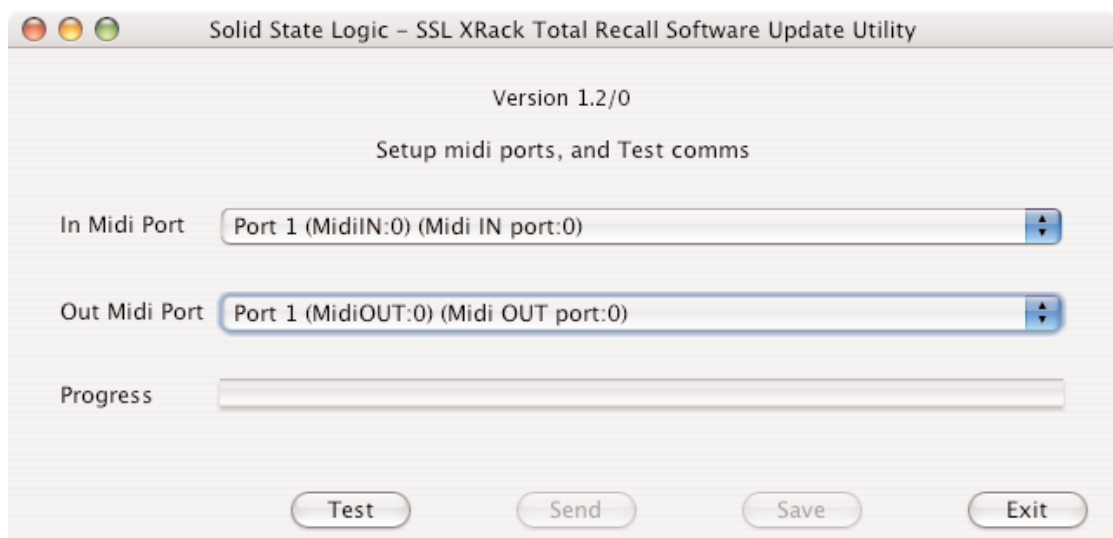 Solid State Logic – SSL XRack Total Recall Software Update Utility
Version 1.2/0
Setup midi ports, and Test comms
In Midi Port Port 1 (MidiIN:0) (Midi IN port:0)
Out Midi Port Port 1 (MidiOUT:0) (Midi OUT port:0)
Progress
Test Send Save Exit